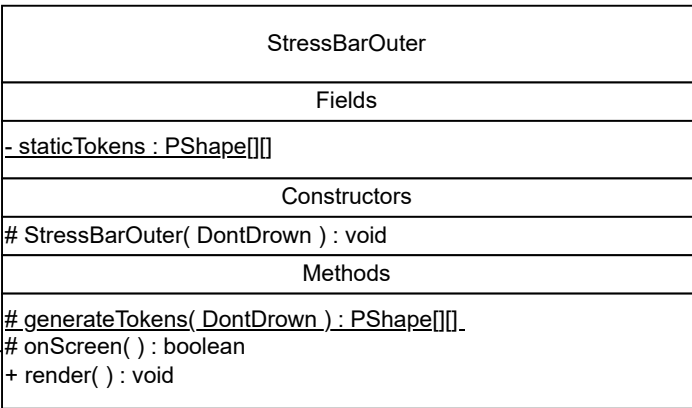 StressBarOuter
Fields
- staticTokens : PShape[][]
Constructors
# StressBarOuter( DontDrown ) : void
Methods
# generateTokens( DontDrown ) : PShape[][]
# onScreen( ) : boolean
+ render( ) : void